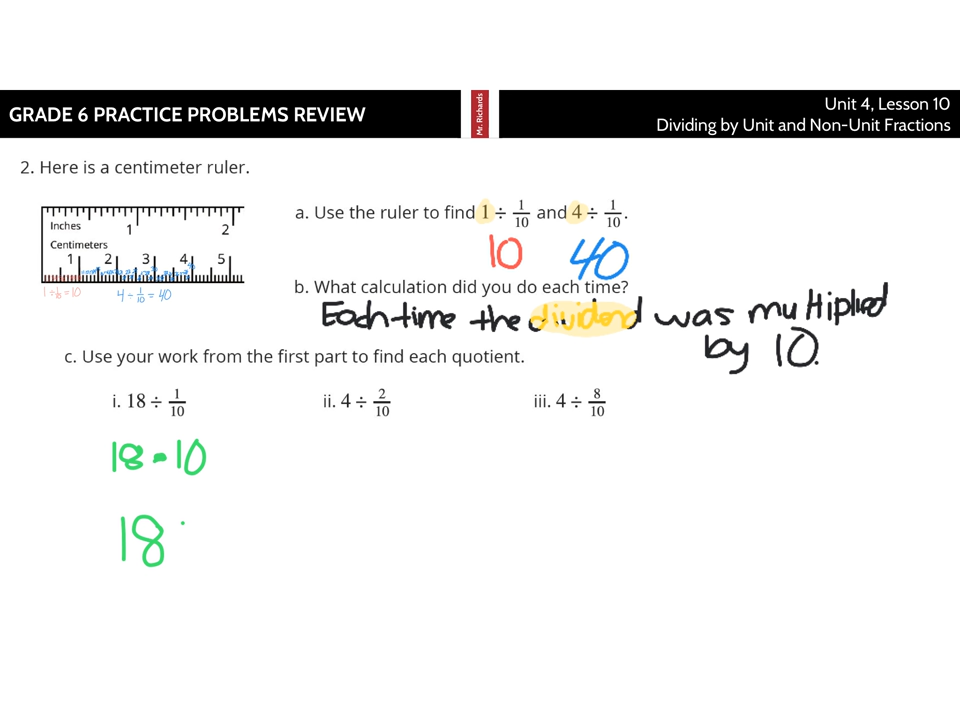 GRADE 6 PRACTICE PROBLEMS REVIEW
Mr. Richards
Unit 4, Lesson 10
Dividing by Unit and Non-Unit Fractions
2. Here is a centimeter ruler.
Inches
1 2
Centimeters
1 2 3 4 5
1 ÷ 1/10 = 10
4 ÷ 1/10 = 40
a. Use the ruler to find 1 ÷ 1/10 and 4 ÷ 1/10.
10 40
b. What calculation did you do each time?
Each time the dividend was multiplied
by 10.
c. Use your work from the first part to find each quotient.
i. 18 ÷ 1/10 ii. 4 ÷ 2/10 iii. 4 ÷ 8/10
18 · 10
18